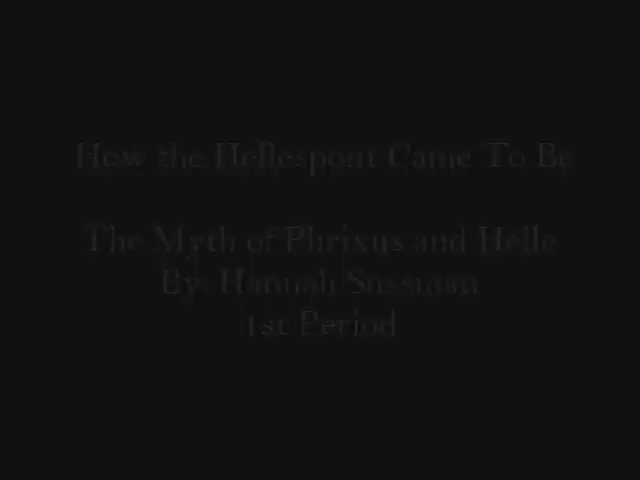 How the Hellespont Came To Be
The Myth of Phrixus and Helle
By: Hannah Sussman
1st Period